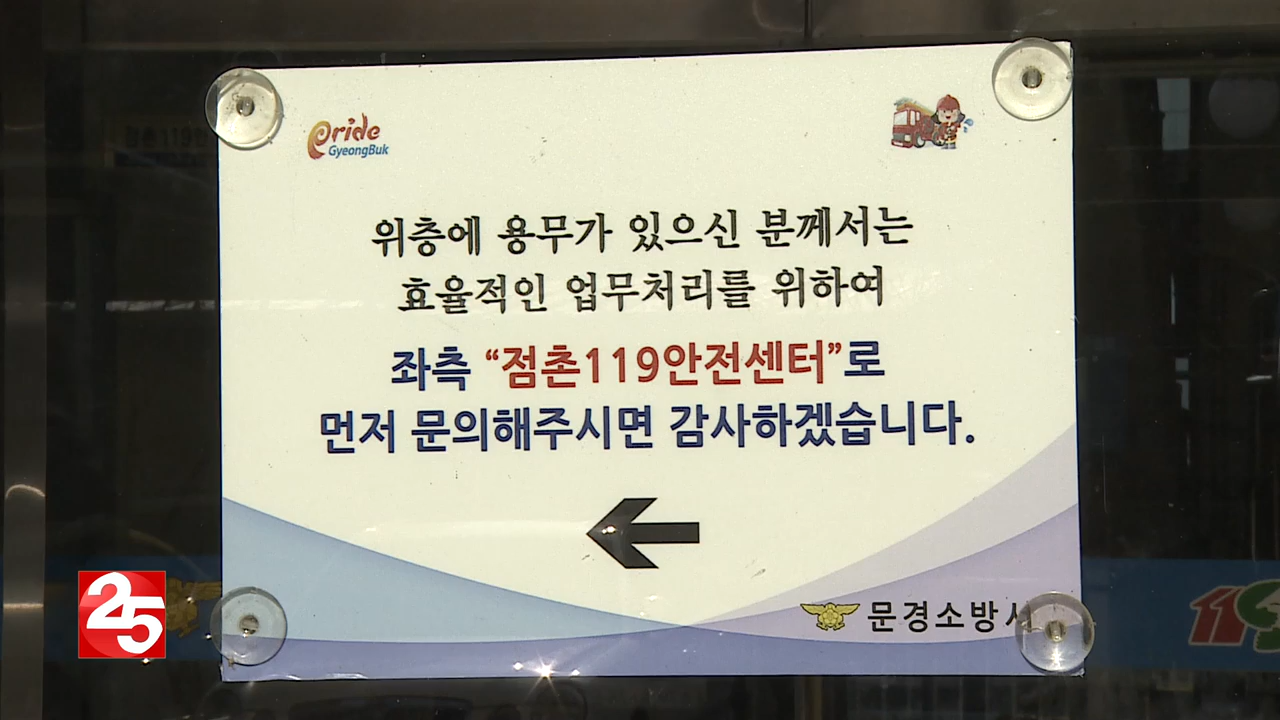 Pride
GyeongBuk
위층에 용무가 있으신 분께서는
효율적인 업무처리를 위하여
좌측 “점촌119안전센터”로
먼저 문의해주시면 감사하겠습니다.
문경소방서
25
119